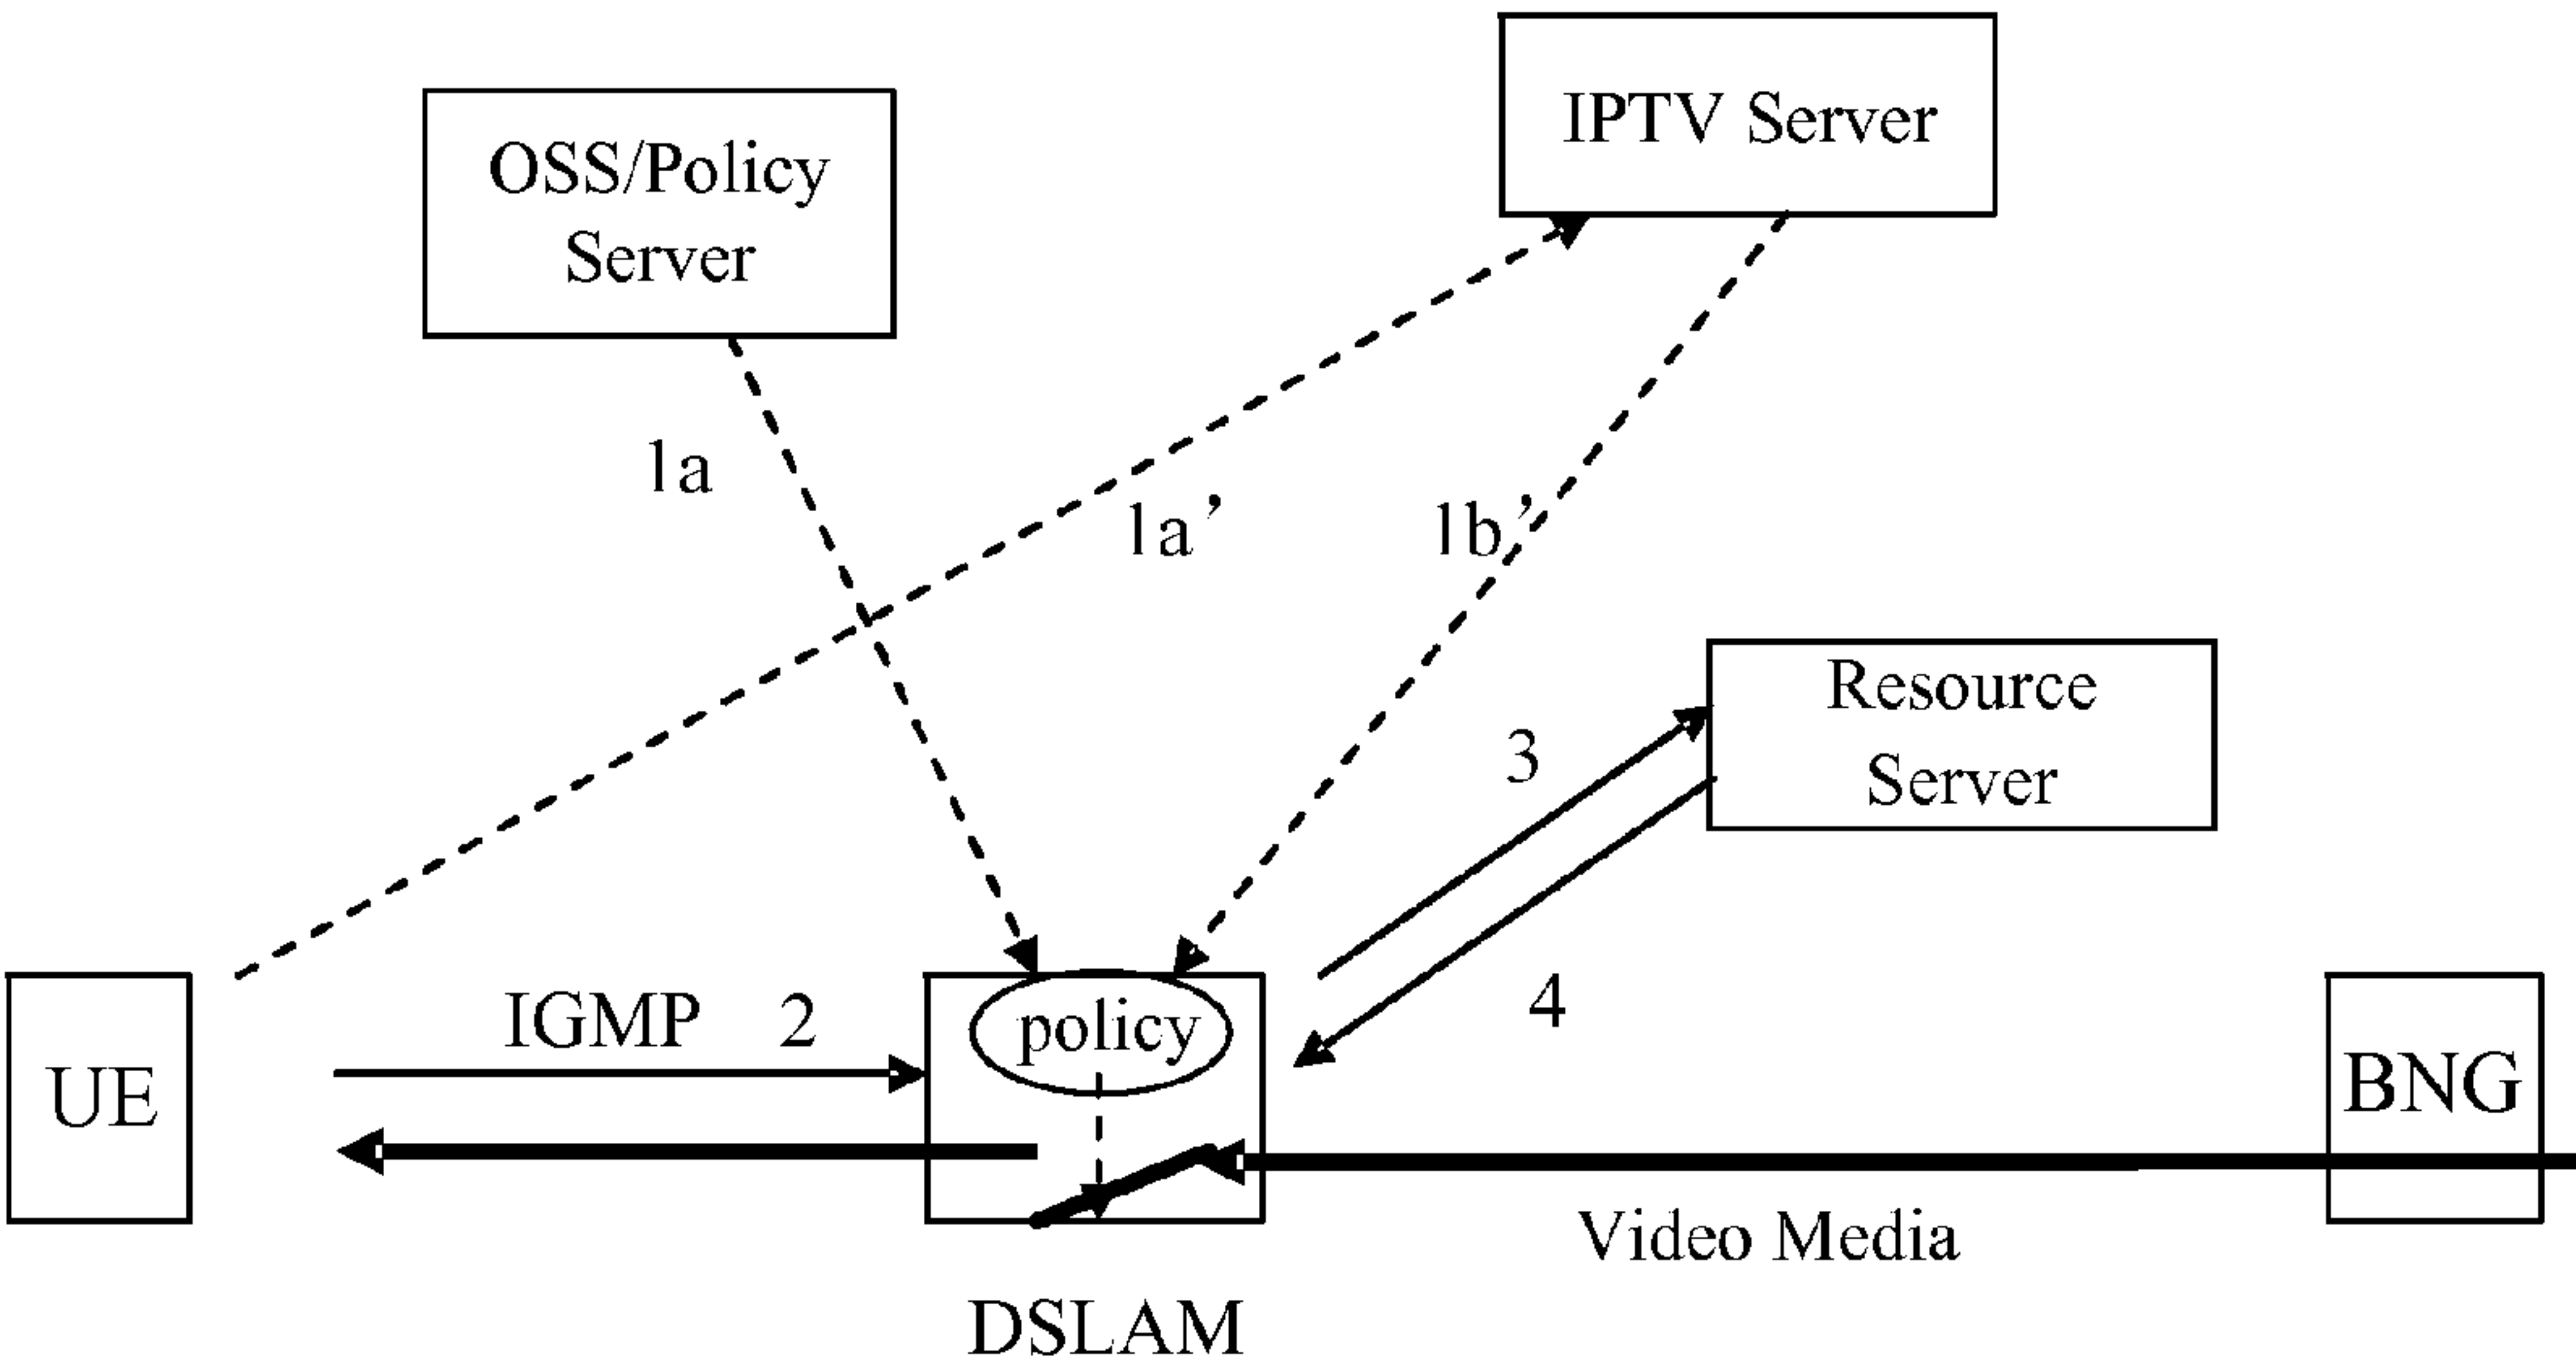 IPTV Server
OSS/Policy
Server
1a
1a’
1b’
Resource
Server
3
4
IGMP 2
policy
UE
BNG
Video Media
DSLAM